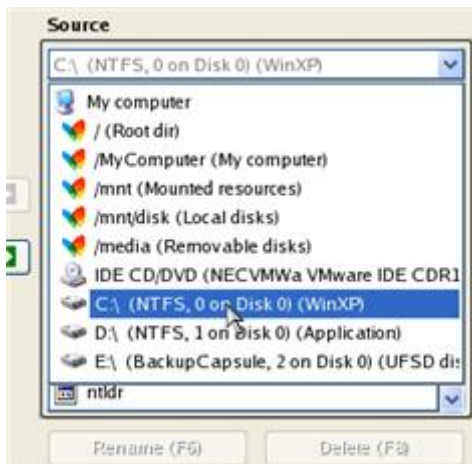 Source
C:\ (NTFS, 0 on Disk 0) (WinXP)
My computer
/ (Root dir)
/MyComputer (My computer)
/mnt (Mounted resources)
/mnt/disk (Local disks)
/media (Removable disks)
IDE CD/DVD (NECVMWa VMware IDE CDR1
C:\ (NTFS, 0 on Disk 0) (WinXP)
D:\ (NTFS, 1 on Disk 0) (Application)
E:\ (BackupCapsule, 2 on Disk 0) (UFSD dis
ntldr
Rename (F6) Delete (F8)